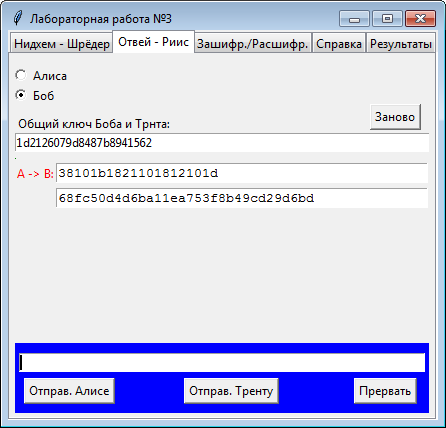 Лабораторная работа №3
Нидхем - Шрёдер Отвей - Риис Зашифр./Расшифр. Справка Результаты
Алиса
Боб
Заново
Общий ключ Боба и Трнта:
1d2126079d8487b8941562
A -> B: 38101b1821101812101d
68fc50d4d6ba11ea753f8b49cd29d6bd
Отправ. Алисе Отправ. Тренту Прервать